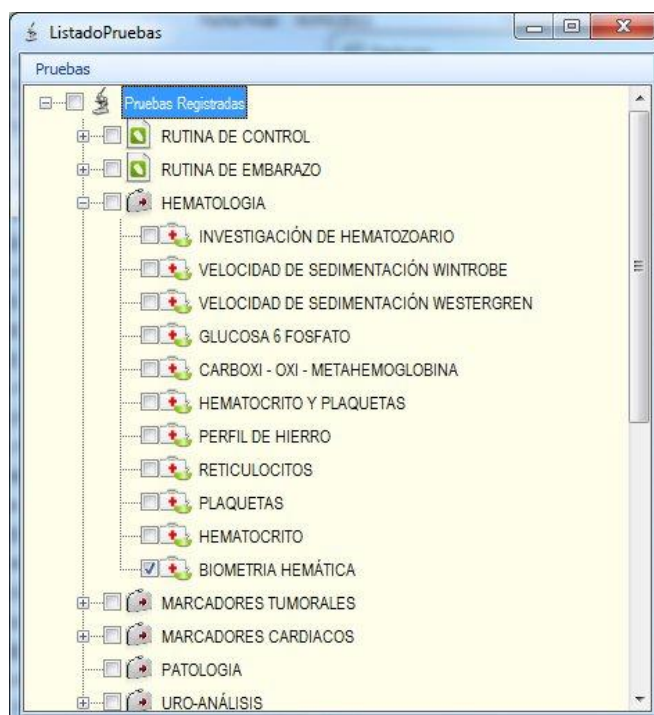 ListadoPruebas
Pruebas
Pruebas Registradas
RUTINA DE CONTROL
RUTINA DE EMBARAZO
HEMATOLOGIA
INVESTIGACIÓN DE HEMATOZOARIO
VELOCIDAD DE SEDIMENTACIÓN WINTROBE
VELOCIDAD DE SEDIMENTACIÓN WESTERGREN
GLUCOSA 6 FOSFATO
CARBOXI - OXI - METAHEMOGLOBINA
HEMATOCRITO Y PLAQUETAS
PERFIL DE HIERRO
RETICULOCITOS
PLAQUETAS
HEMATOCRITO
BIOMETRIA HEMÁTICA
MARCADORES TUMORALES
MARCADORES CARDIACOS
PATOLOGIA
URO-ANÁLISIS